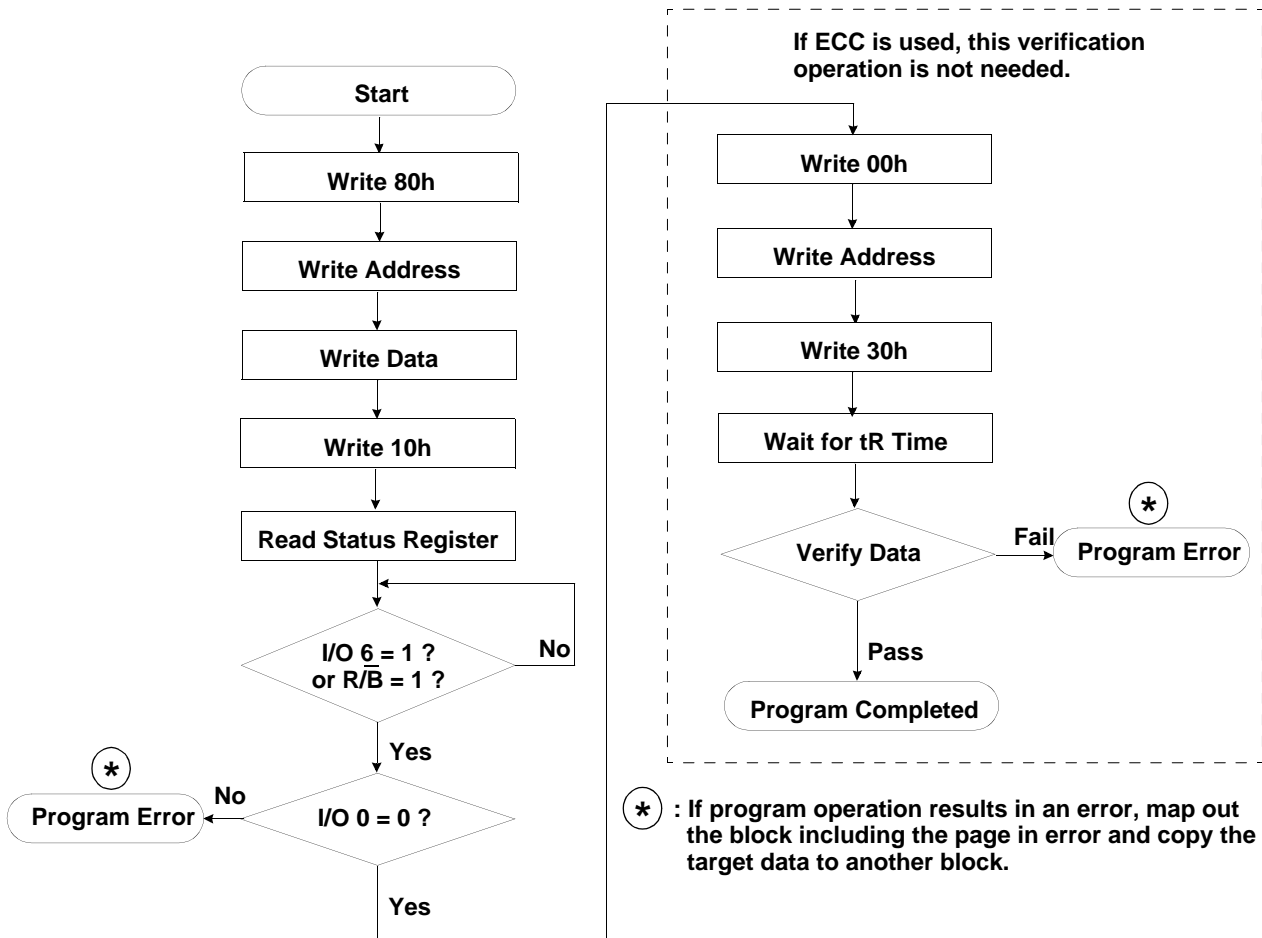 Start
Write 80h
Write Address
Write Data
Write 10h
Read Status Register
I/O 6 = 1 ?
or R/B̅ = 1 ?
No
Yes
*
Program Error
No
I/O 0 = 0 ?
Yes
If ECC is used, this verification
operation is not needed.
Write 00h
Write Address
Write 30h
Wait for tR Time
Verify Data
Fail
*
Program Error
Pass
Program Completed
* : If program operation results in an error, map out
the block including the page in error and copy the
target data to another block.